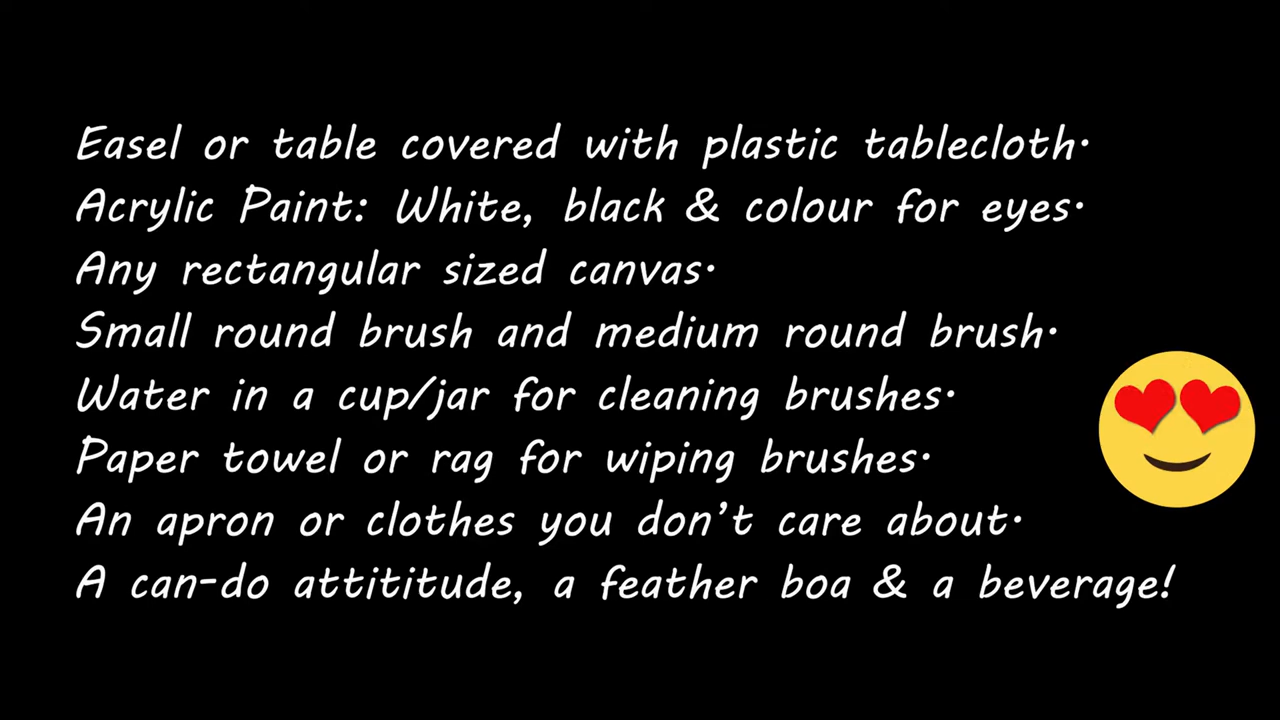 Easel or table covered with plastic tablecloth.
Acrylic Paint: White, black & colour for eyes.
Any rectangular sized canvas.
Small round brush and medium round brush.
Water in a cup/jar for cleaning brushes.
Paper towel or rag for wiping brushes.
An apron or clothes you don’t care about.
A can-do attititude, a feather boa & a beverage!